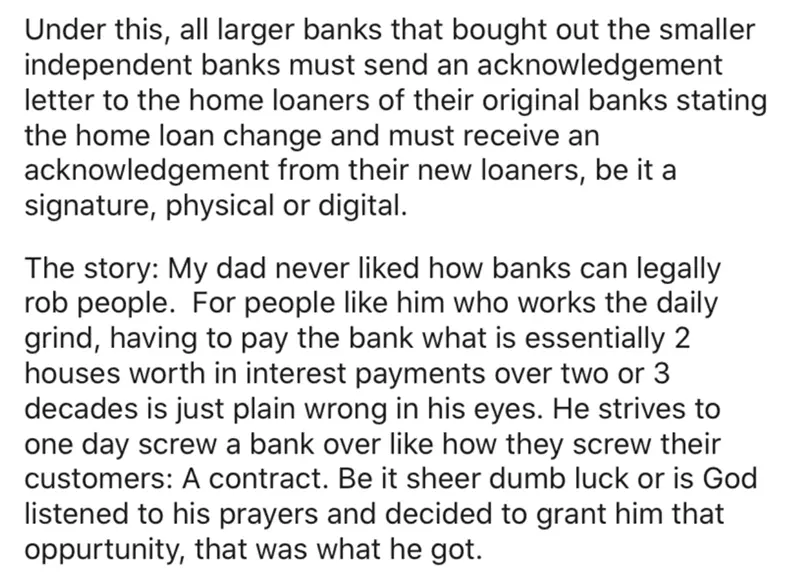 Under this, all larger banks that bought out the smaller
independent banks must send an acknowledgement
letter to the home loaners of their original banks stating
the home loan change and must receive an
acknowledgement from their new loaners, be it a
signature, physical or digital.
The story: My dad never liked how banks can legally
rob people.  For people like him who works the daily
grind, having to pay the bank what is essentially 2
houses worth in interest payments over two or 3
decades is just plain wrong in his eyes. He strives to
one day screw a bank over like how they screw their
customers: A contract. Be it sheer dumb luck or is God
listened to his prayers and decided to grant him that
oppurtunity, that was what he got.